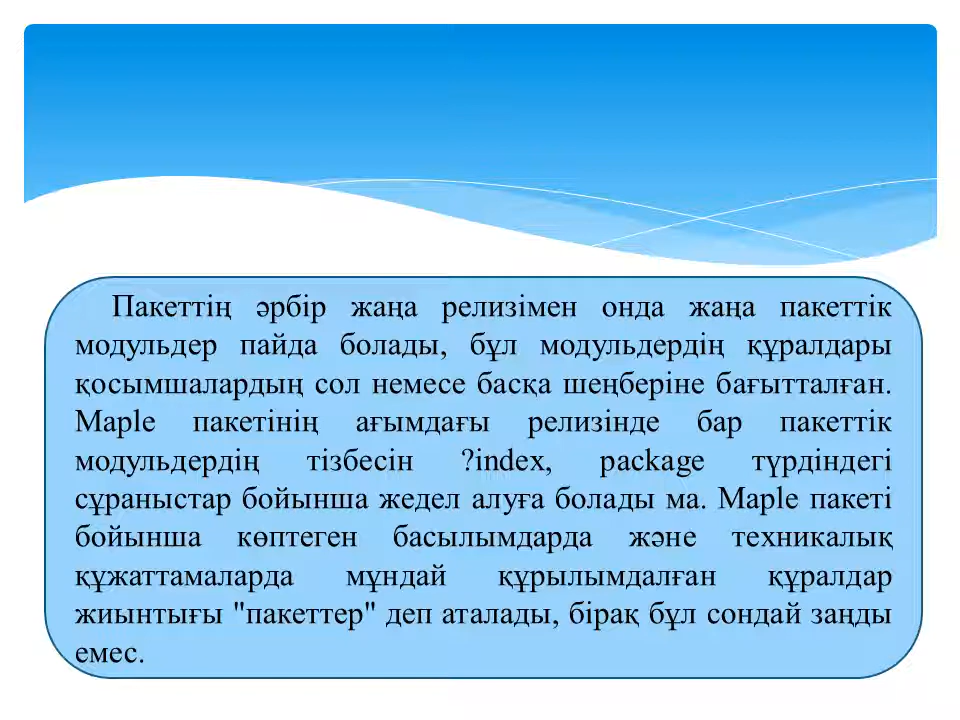 Пакеттің әрбір жаңа релизімен онда жаңа пакеттік
модульдер пайда болады, бұл модульдердің құралдары
қосымшалардың сол немесе басқа шеңберіне бағытталған.
Maple пакетінің ағымдағы релизінде бар пакеттік
модульдердің тізбесін ?index, package түрдіндегі
сұраныстар бойынша жедел алуға болады ма. Maple пакеті
бойынша көптеген басылымдарда және техникалық
құжаттамаларда мұндай құрылымдалған құралдар
жиынтығы "пакеттер" деп аталады, бірақ бұл сондай заңды
емес.